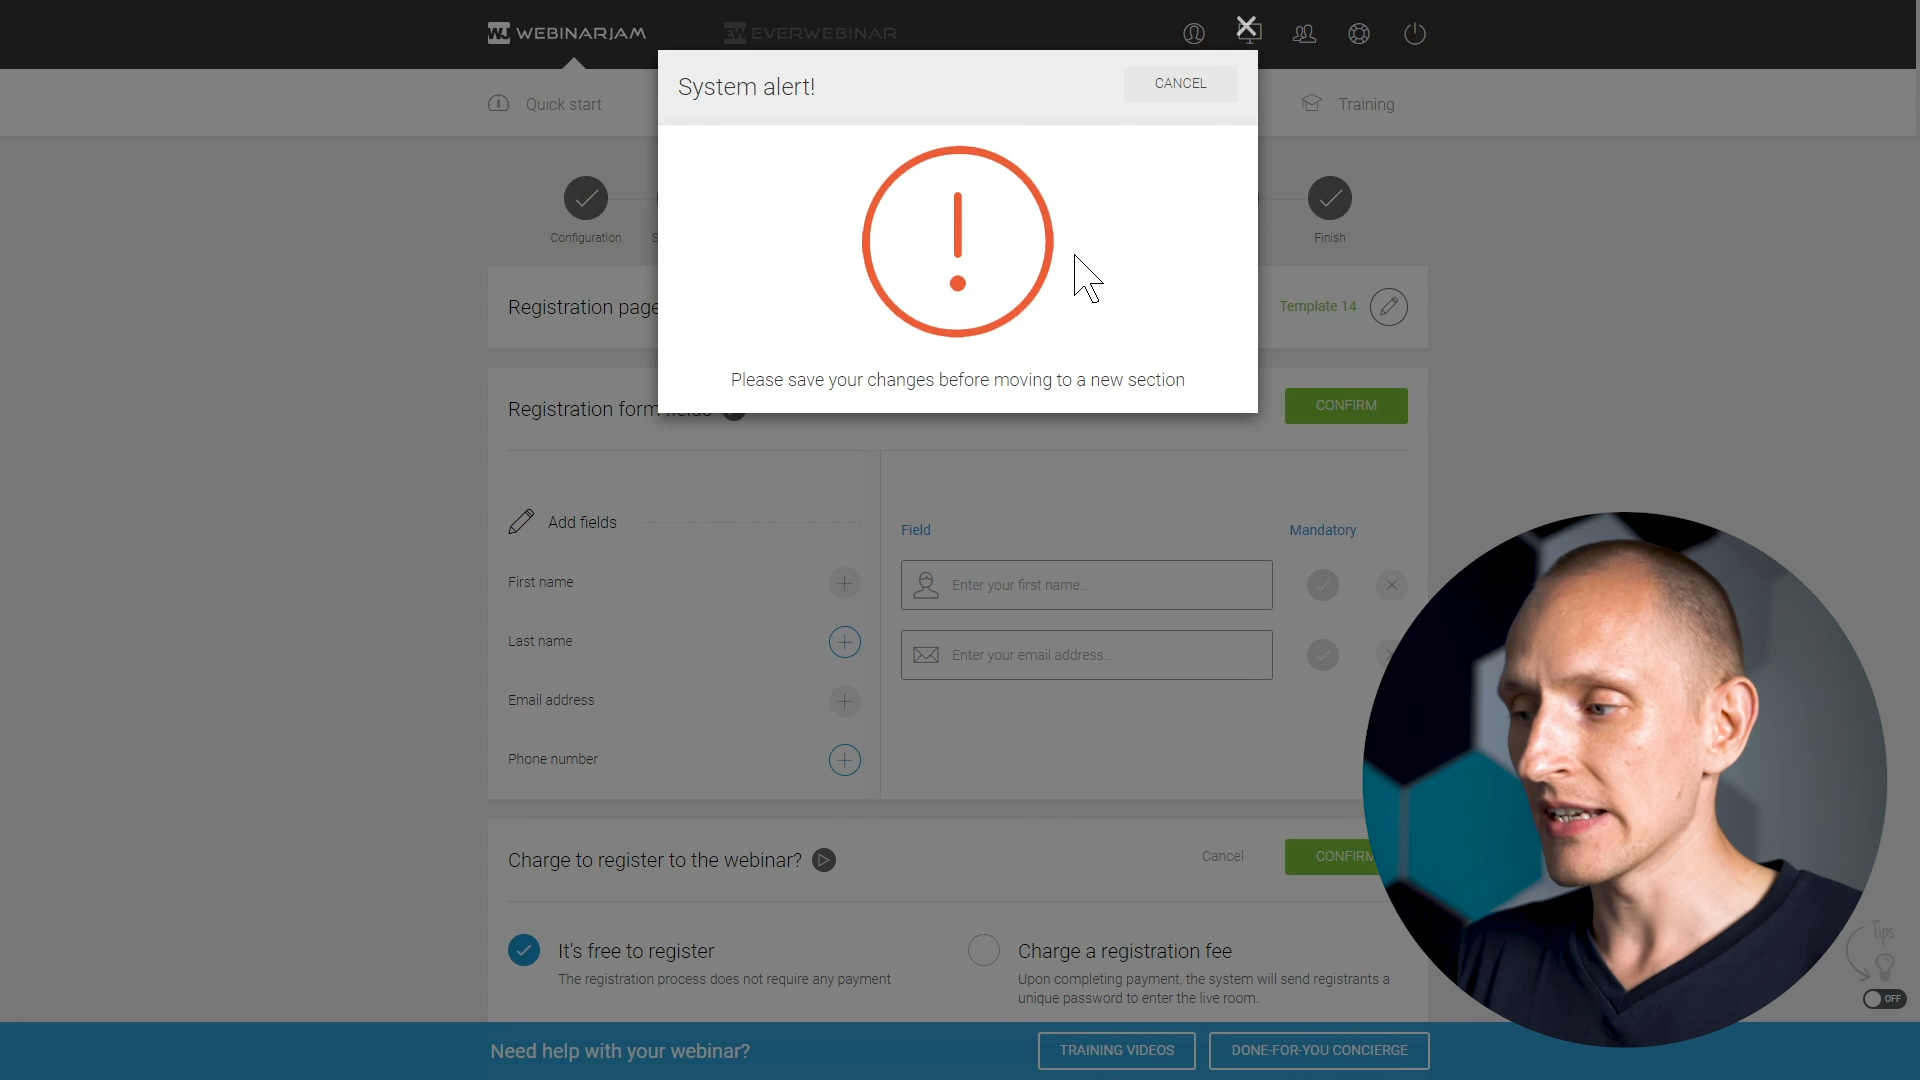 WJ WEBINARJAM
EW EVERWEBINAR
System alert!
CANCEL
Quick start
Training
Configuration
Finish
Please save your changes before moving to a new section
Registration page
Template 14
Registration form fields
CONFIRM
Add fields
Field
Mandatory
First name
Enter your first name...
Last name
Enter your email address...
Email address
Phone number
Charge to register to the webinar?
Cancel
CONFIRM
It's free to register
The registration process does not require any payment
Charge a registration fee
Upon completing payment, the system will send registrants a
unique password to enter the live room.
Tips
OFF
Need help with your webinar?
TRAINING VIDEOS
DONE-FOR-YOU CONCIERGE